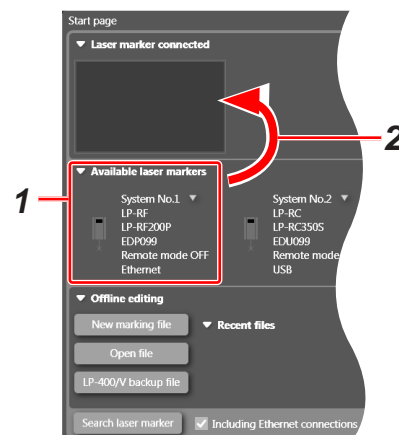 Start page
Laser marker connected
2
Available laser markers
1
System No.1
LP-RF
LP-RF200P
EDP099
Remote mode OFF
Ethernet
System No.2
LP-RC
LP-RC350S
EDU099
Remote mode
USB
Offline editing
New marking file
Recent files
Open file
LP-400/V backup file
Search laser marker
Including Ethernet connections